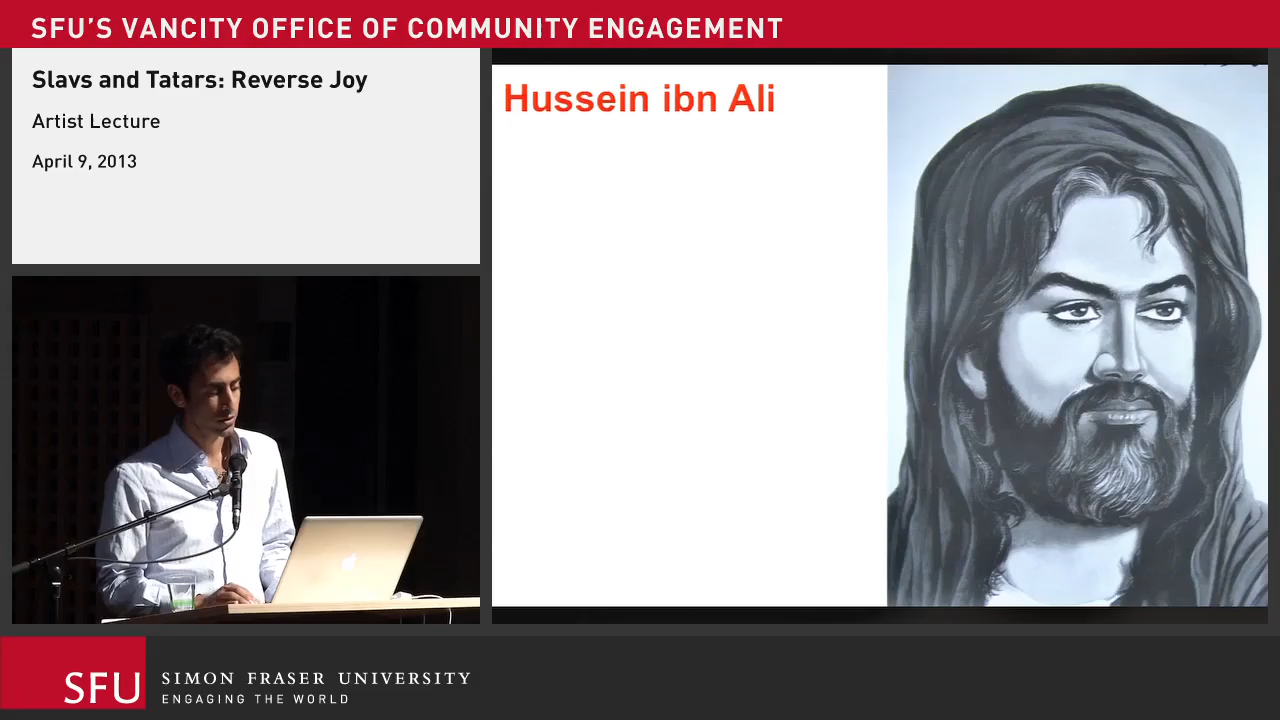 SFU'S VANCITY OFFICE OF COMMUNITY ENGAGEMENT
Slavs and Tatars: Reverse Joy
Artist Lecture
April 9, 2013
Hussein ibn Ali
SFU
SIMON FRASER UNIVERSITY
ENGAGING THE WORLD